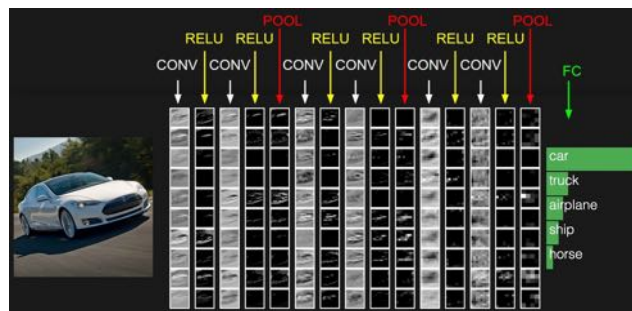 POOL POOL POOL
RELU RELU RELU RELU RELU RELU
CONV CONV CONV CONV CONV CONV
FC
car
truck
airplane
ship
horse